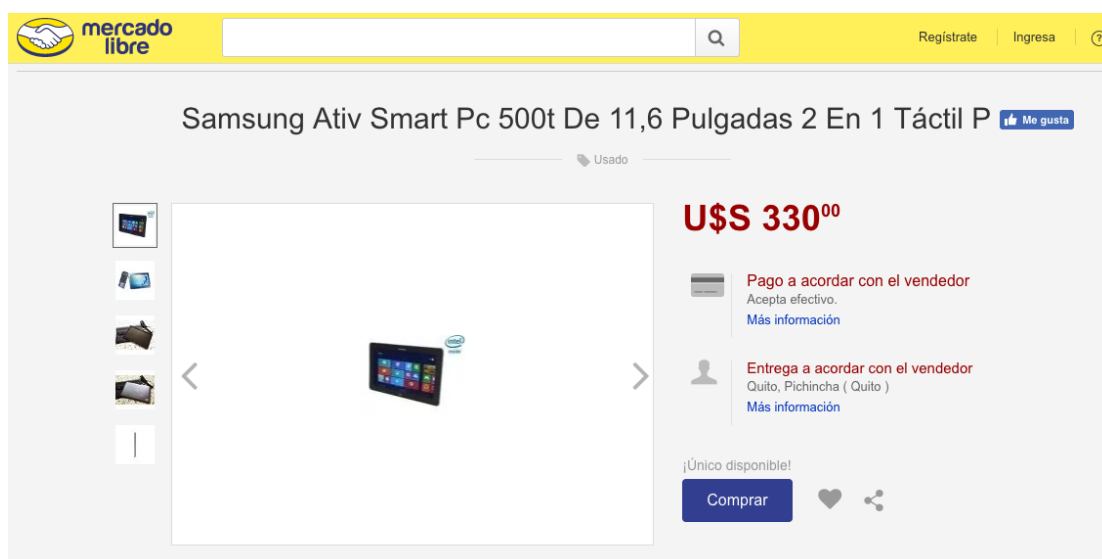 mercado
libre
Regístrate
Ingresa
?
Samsung Ativ Smart Pc 500t De 11,6 Pulgadas 2 En 1 Táctil P
Me gusta
Usado
U$S 330⁰⁰
Pago a acordar con el vendedor
Acepta efectivo.
Más información
Entrega a acordar con el vendedor
Quito, Pichincha ( Quito )
Más información
¡Único disponible!
Comprar